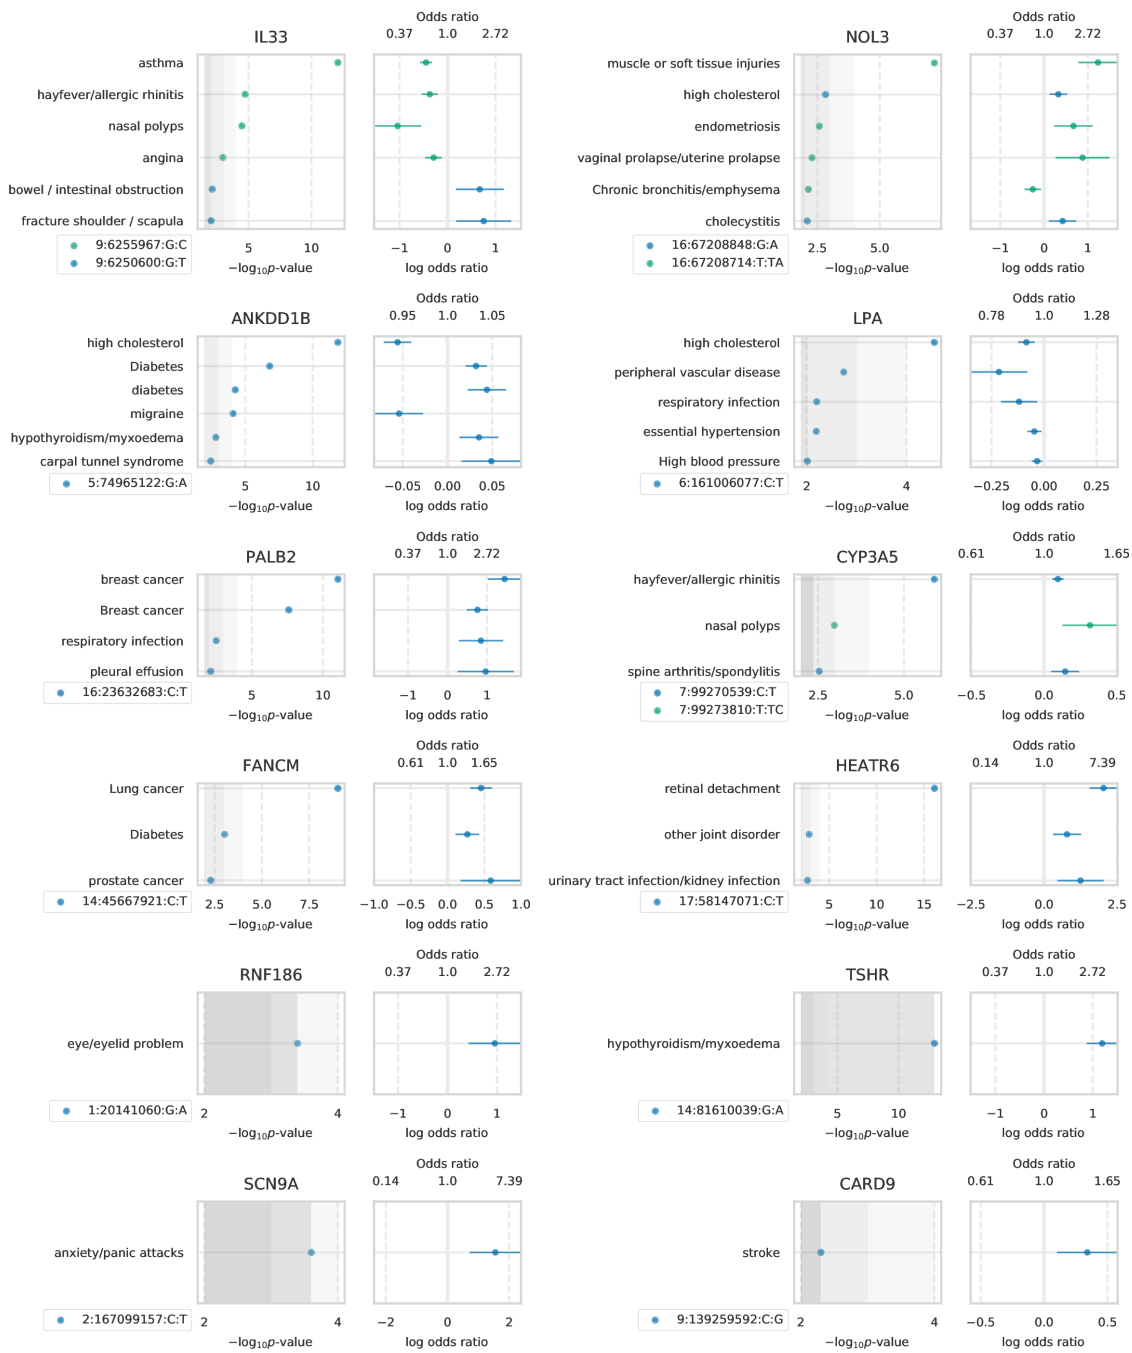 Odds ratio
IL33
0.37 1.0 2.72
asthma
hayfever/allergic rhinitis
nasal polyps
angina
bowel / intestinal obstruction
fracture shoulder / scapula
9:6255967:G:C
9:6250600:G:T
5 10
−log10p-value
−1 0 1
log odds ratio
Odds ratio
NOL3
0.37 1.0 2.72
muscle or soft tissue injuries
high cholesterol
endometriosis
vaginal prolapse/uterine prolapse
Chronic bronchitis/emphysema
cholecystitis
16:67208848:G:A
16:67208714:T:TA
2.5 5.0
−log10p-value
−1 0 1
log odds ratio
Odds ratio
ANKDD1B
0.95 1.0 1.05
high cholesterol
Diabetes
diabetes
migraine
hypothyroidism/myxoedema
carpal tunnel syndrome
5:74965122:G:A
5 10
−log10p-value
−0.05 0.00 0.05
log odds ratio
Odds ratio
LPA
0.78 1.0 1.28
high cholesterol
peripheral vascular disease
respiratory infection
essential hypertension
High blood pressure
6:161006077:C:T
2 4
−log10p-value
−0.25 0.00 0.25
log odds ratio
Odds ratio
PALB2
0.37 1.0 2.72
breast cancer
Breast cancer
respiratory infection
pleural effusion
16:23632683:C:T
5 10
−log10p-value
−1 0 1
log odds ratio
Odds ratio
CYP3A5
0.61 1.0 1.65
hayfever/allergic rhinitis
nasal polyps
spine arthritis/spondylitis
7:99270539:C:T
7:99273810:T:TC
2.5 5.0
−log10p-value
−0.5 0.0 0.5
log odds ratio
Odds ratio
FANCM
0.61 1.0 1.65
Lung cancer
Diabetes
prostate cancer
14:45667921:C:T
2.5 5.0 7.5
−log10p-value
−1.0 −0.5 0.0 0.5 1.0
log odds ratio
Odds ratio
HEATR6
0.14 1.0 7.39
retinal detachment
other joint disorder
urinary tract infection/kidney infection
17:58147071:C:T
5 10 15
−log10p-value
−2.5 0.0 2.5
log odds ratio
Odds ratio
RNF186
0.37 1.0 2.72
eye/eyelid problem
1:20141060:G:A
2 4
−log10p-value
−1 0 1
log odds ratio
Odds ratio
TSHR
0.37 1.0 2.72
hypothyroidism/myxoedema
14:81610039:G:A
5 10
−log10p-value
−1 0 1
log odds ratio
Odds ratio
SCN9A
0.14 1.0 7.39
anxiety/panic attacks
2:167099157:C:T
2 4
−log10p-value
−2 0 2
log odds ratio
Odds ratio
CARD9
0.61 1.0 1.65
stroke
9:139259592:C:G
2 4
−log10p-value
−0.5 0.0 0.5
log odds ratio